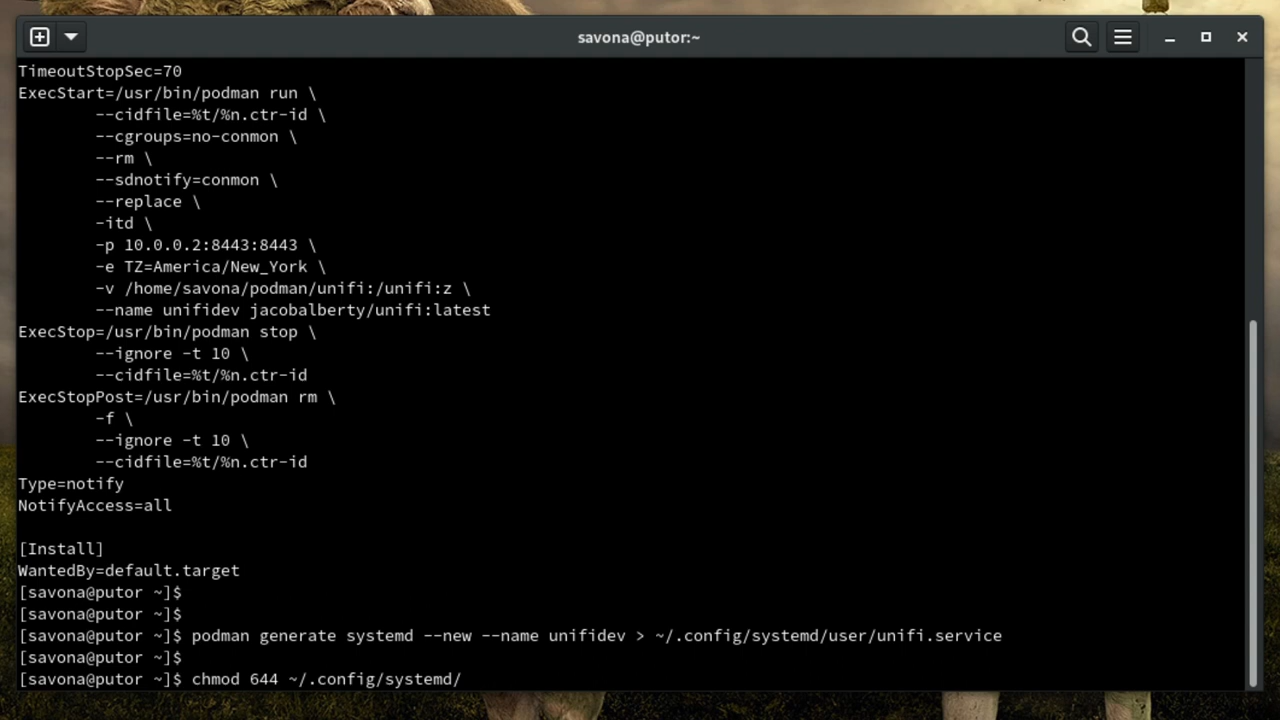 savona@putor:~
TimeoutStopSec=70
ExecStart=/usr/bin/podman run \
        --cidfile=%t/%n.ctr-id \
        --cgroups=no-conmon \
        --rm \
        --sdnotify=conmon \
        --replace \
        -itd \
        -p 10.0.0.2:8443:8443 \
        -e TZ=America/New_York \
        -v /home/savona/podman/unifi:/unifi:z \
        --name unifidev jacobalberty/unifi:latest
ExecStop=/usr/bin/podman stop \
        --ignore -t 10 \
        --cidfile=%t/%n.ctr-id
ExecStopPost=/usr/bin/podman rm \
        -f \
        --ignore -t 10 \
        --cidfile=%t/%n.ctr-id
Type=notify
NotifyAccess=all

[Install]
WantedBy=default.target
[savona@putor ~]$
[savona@putor ~]$
[savona@putor ~]$ podman generate systemd --new --name unifidev > ~/.config/systemd/user/unifi.service
[savona@putor ~]$
[savona@putor ~]$ chmod 644 ~/.config/systemd/